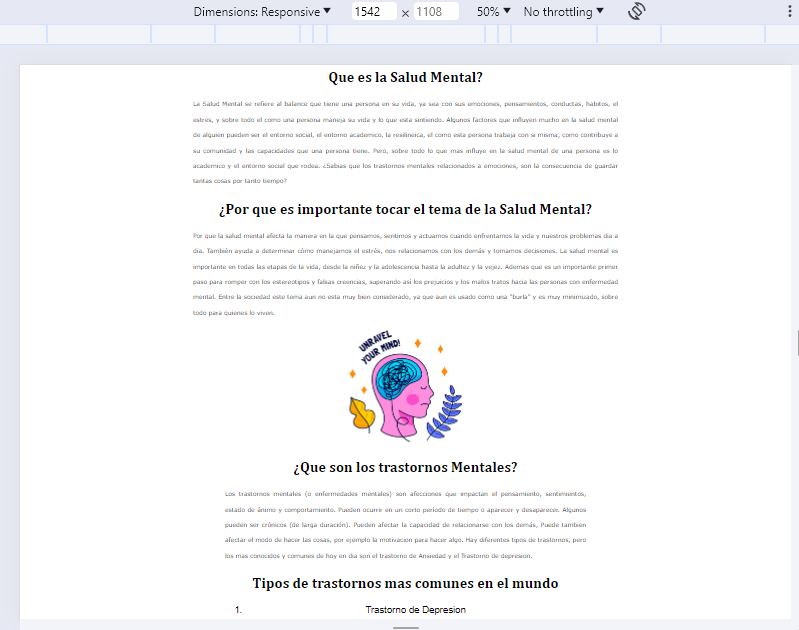 Dimensions: Responsive 1542 × 1108 50% No throttling
Que es la Salud Mental?
La Salud Mental se refiere al balance que tiene una persona en su vida, ya sea con sus emociones, pensamientos, conductas, habitos, el
estres, y sobre todo el como una persona maneja su vida y lo que esta sintiendo. Algunos factores que influyen mucho en la salud mental
de alguien pueden ser el entorno social, el entorno academico, la resilineica, el como esta persona trabaja con si misma, como contribuye a
su comunidad y las capacidades que una persona tiene. Pero, sobre todo lo que mas influye en la salud mental de una persona es lo
academico y el entorno social que rodea. ¿Sabias que los trastornos mentales relacionados a emociones, son la consecuencia de guardar
tantas cosas por tanto tiempo?
¿Por que es importante tocar el tema de la Salud Mental?
Por que la salud mental afecta la manera en la que pensamos, sentimos y actuamos cuando enfrentamos la vida y nuestros problemas dia a
dia. También ayuda a determinar cómo manejamos el estrés, nos relacionamos con los demás y tomamos decisiones. La salud mental es
importante en todas las etapas de la vida, desde la niñez y la adolescencia hasta la adultez y la vejez. Ademas que es un importante primer
paso para romper con los estereotipos y falsas creencias, superando así los prejuicios y los malos tratos hacia las personas con enfermedad
mental. Entre la sociedad este tema aun no esta muy bien considerado, ya que aun es usado como una "burla" y es muy minimizado, sobre
todo para quienes lo viven.
UNRAVEL
YOUR MIND!
¿Que son los trastornos Mentales?
Los trastornos mentales (o enfermedades mentales) son afecciones que impactan el pensamiento, sentimientos,
estado de ánimo y comportamiento. Pueden ocurrir en un corto período de tiempo o aparecer y desaparecer. Algunos
pueden ser crónicos (de larga duración). Pueden afectar la capacidad de relacionarse con los demás, Puede tambien
afectar el modo de hacer las cosas, por ejemplo la motivacion para hacer algo. Hay diferentes tipos de trastornos, pero
los mas conocidos y comunes de hoy en dia son el trastorno de Ansiedad y el Trastorno de depresion.
Tipos de trastornos mas comunes en el mundo
1. Trastorno de Depresion